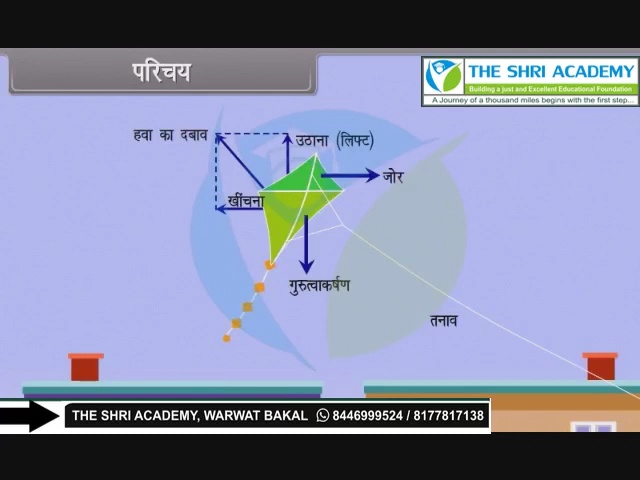 परिचय
THE SHRI ACADEMY
Building a just and Excellent Educational Foundation
A Journey of a thousand miles begins with the first step...
हवा का दबाव
उठाना (लिफ्ट)
जोर
खींचना
गुरुत्वाकर्षण
तनाव
THE SHRI ACADEMY, WARWAT BAKAL 8446999524 / 8177817138